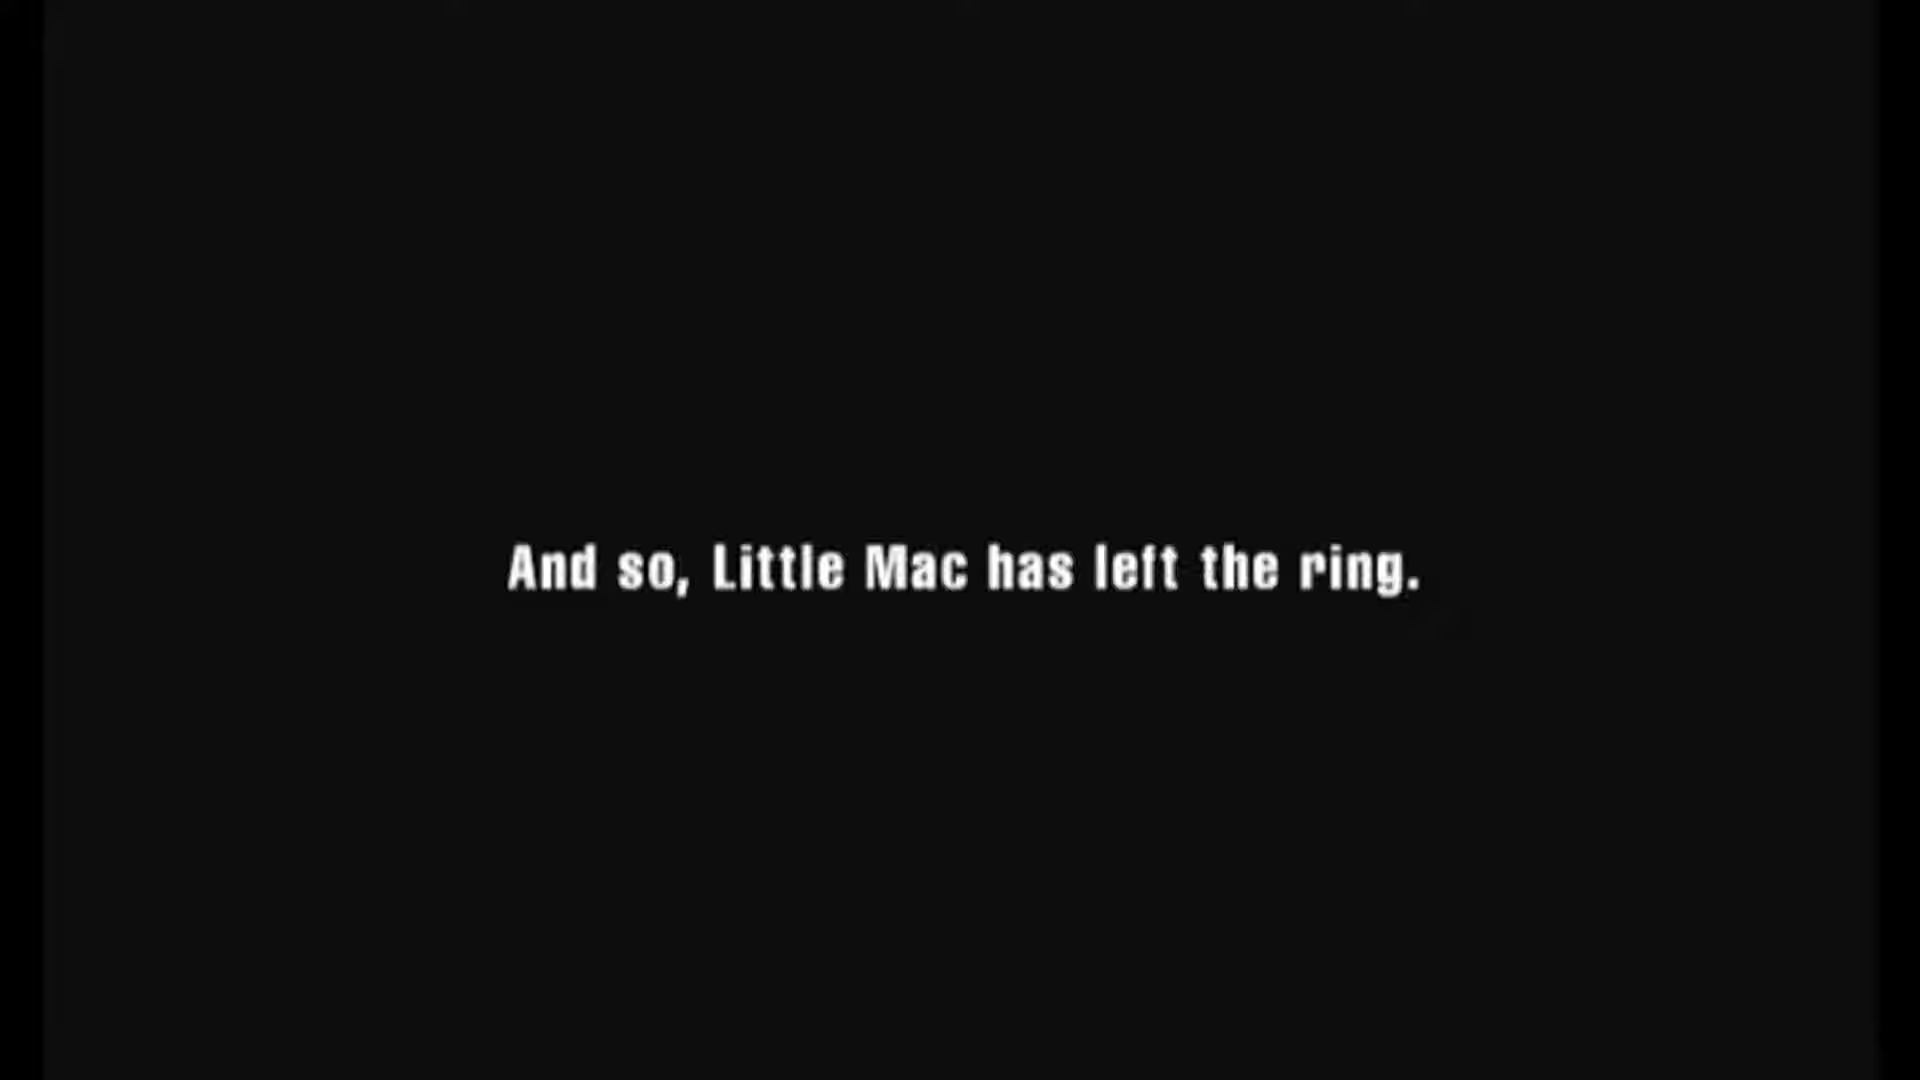 And so, Little Mac has left the ring.